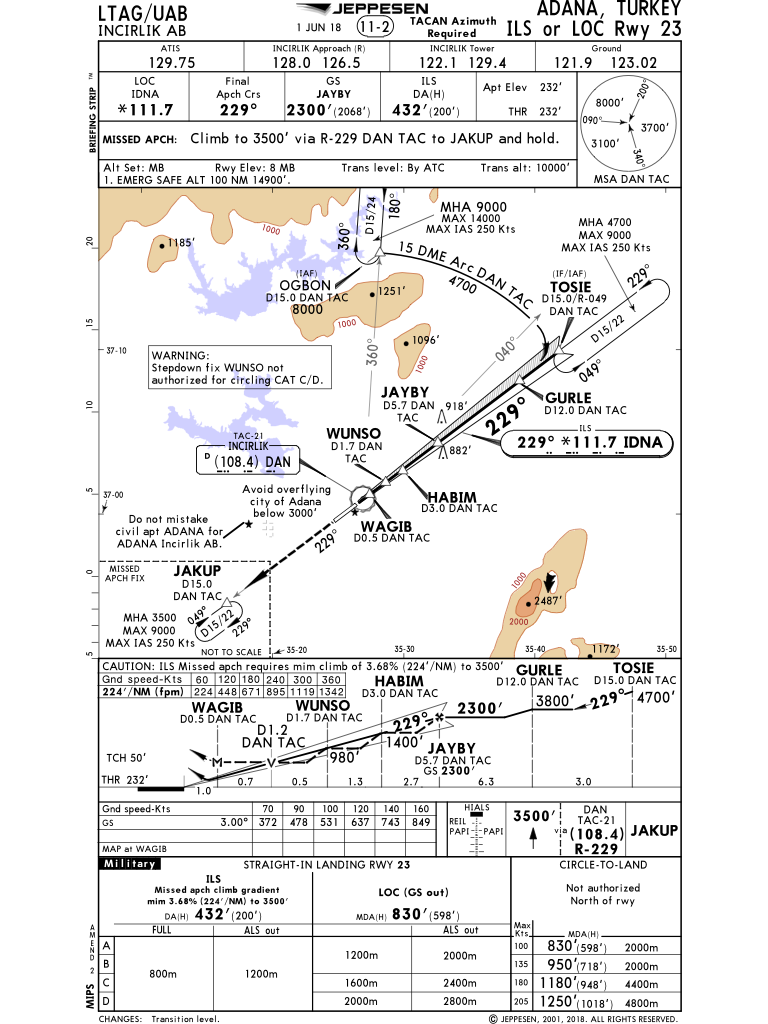 LTAG/UAB
INCIRLIK AB
JEPPESEN
1 JUN 18
11-2
TACAN Azimuth
Required
ADANA, TURKEY
ILS or LOC Rwy 23
ATIS
129.75
INCIRLIK Approach (R)
128.0 126.5
INCIRLIK Tower
122.1 129.4
Ground
121.9 123.02
BRIEFING STRIP TM
LOC
IDNA
*111.7
Final
Apch Crs
229°
GS
JAYBY
2300'(2068')
ILS
DA(H)
432'(200')
Apt Elev 232'
THR 232'
MISSED APCH: Climb to 3500' via R-229 DAN TAC to JAKUP and hold.
Alt Set: MB Rwy Elev: 8 MB Trans level: By ATC Trans alt: 10000'
1. EMERG SAFE ALT 100 NM 14900'.
8000'
200°
090°
3700'
3100'
340°
MSA DAN TAC
1000
1185'
360°
D15/24
180°
MHA 9000
MAX 14000
MAX IAS 250 Kts
MHA 4700
MAX 9000
MAX IAS 250 Kts
15 DME Arc DAN TAC
4700
(IAF)
OGBON
D15.0 DAN TAC
8000
1251'
1000
1096'
1000
(IF/IAF)
TOSIE
D15.0/R-049
DAN TAC
229°
D15/22
049°
20
15
10
5
0
5
37-10
37-00
WARNING:
Stepdown fix WUNSO not
authorized for circling CAT C/D.
360°
040°
JAYBY
D5.7 DAN
TAC
918'
882'
GURLE
D12.0 DAN TAC
229°
ILS
229° *111.7 IDNA
WUNSO
D1.7 DAN
TAC
TAC-21
INCIRLIK
D (108.4) DAN
HABIM
D3.0 DAN TAC
WAGIB
D0.5 DAN TAC
Avoid overflying
city of Adana
below 3000'
Do not mistake
civil apt ADANA for
ADANA Incirlik AB.
229°
MISSED
APCH FIX
JAKUP
D15.0
DAN TAC
049°
D15/22
229°
MHA 3500
MAX 9000
MAX IAS 250 Kts
NOT TO SCALE
35-20
35-30
35-40
35-50
1000
2487'
2000
1172'
CAUTION: ILS Missed apch requires mim climb of 3.68% (224'/NM) to 3500'
Gnd speed-Kts 60 120 180 240 300 360
224'/NM (fpm) 224 448 671 895 1119 1342
WAGIB
D0.5 DAN TAC
D1.2
DAN TAC
WUNSO
D1.7 DAN TAC
HABIM
D3.0 DAN TAC
GURLE
D12.0 DAN TAC
TOSIE
D15.0 DAN TAC
229°
2300'
3800'
229°
4700'
JAYBY
D5.7 DAN TAC
GS 2300'
1400'
980'
M
V
TCH 50'
THR 232'
1.0
0.7
0.5
1.3
2.7
6.3
3.0
Gnd speed-Kts 70 90 100 120 140 160
GS 3.00° 372 478 531 637 743 849
MAP at WAGIB
HIALS
REIL
PAPI
PAPI
3500'
via
DAN
TAC-21
(108.4)
R-229
JAKUP
Military
STRAIGHT-IN LANDING RWY 23
CIRCLE-TO-LAND
ILS
Missed apch climb gradient
mim 3.68% (224'/NM) to 3500'
DA(H) 432'(200')
LOC (GS out)
MDA(H) 830'(598')
Not authorized
North of rwy
FULL
ALS out
ALS out
Max
Kts
MDA(H)
A
B
C
D
800m
1200m
1200m
2000m
1600m
2400m
2000m
2800m
100 830'(598') 2000m
135 950'(718') 2000m
180 1180'(948') 4400m
205 1250'(1018') 4800m
AMEND 2
MIPS
CHANGES: Transition level.
© JEPPESEN, 2001, 2018. ALL RIGHTS RESERVED.